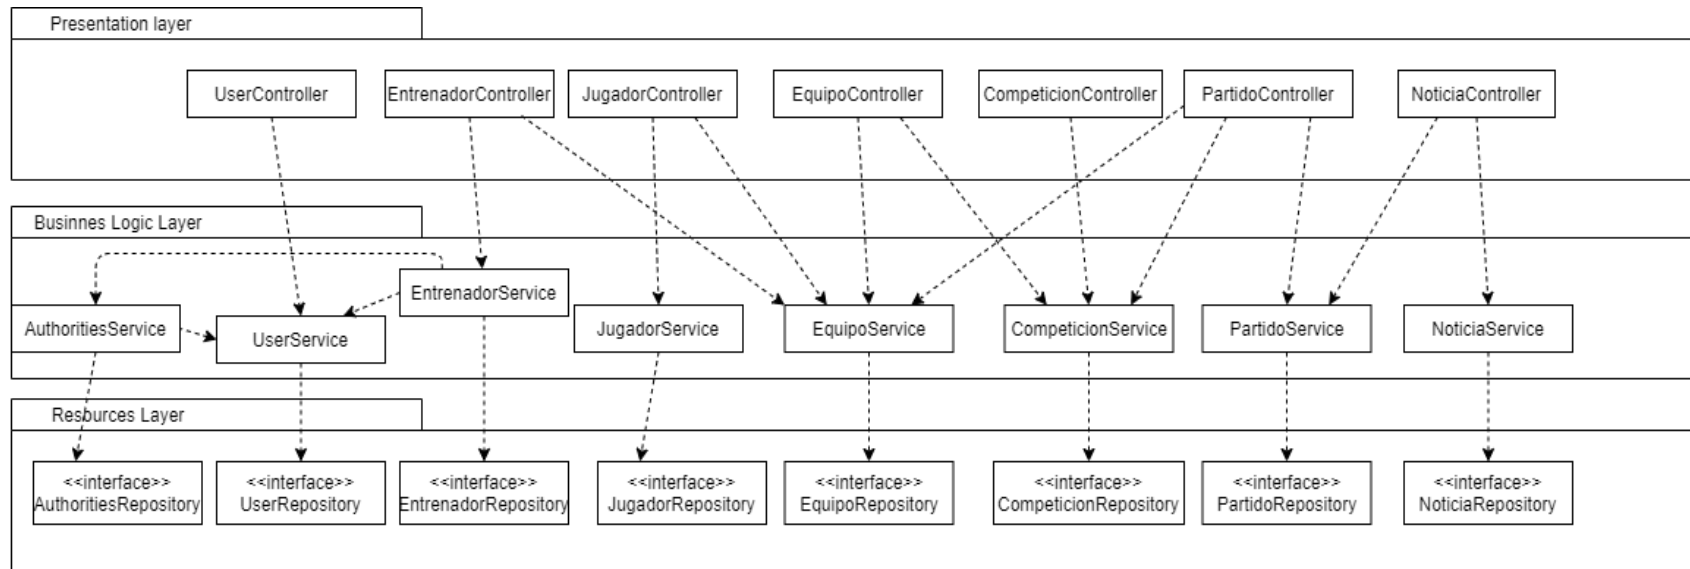 Presentation layer
UserController
EntrenadorController
JugadorController
EquipoController
CompeticionController
PartidoController
NoticiaController
Businnes Logic Layer
AuthoritiesService
UserService
EntrenadorService
JugadorService
EquipoService
CompeticionService
PartidoService
NoticiaService
Resources Layer
<<interface>>
AuthoritiesRepository
<<interface>>
UserRepository
<<interface>>
EntrenadorRepository
<<interface>>
JugadorRepository
<<interface>>
EquipoRepository
<<interface>>
CompeticionRepository
<<interface>>
PartidoRepository
<<interface>>
NoticiaRepository